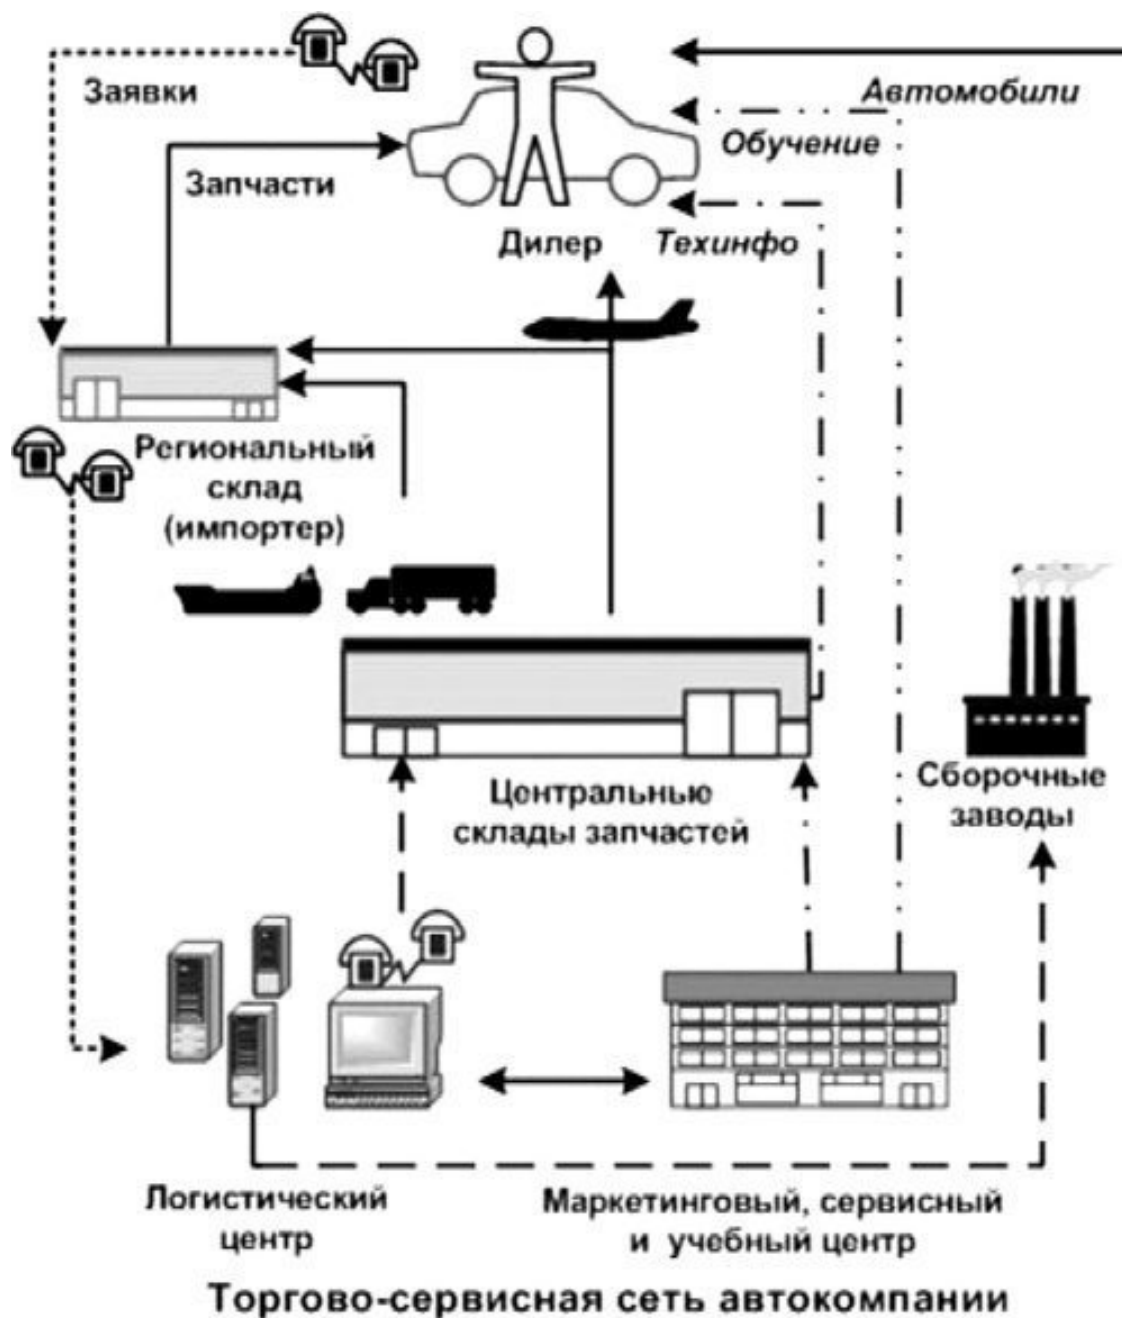 Заявки
Автомобили
Обучение
Запчасти
Дилер
Техинфо
Региональный
склад
(импортер)
Сборочные
заводы
Центральные
склады запчастей
Логистический
центр
Маркетинговый, сервисный
и учебный центр
Торгово-сервисная сеть автокомпании